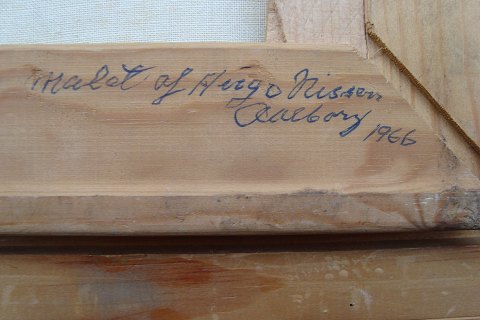 Malet af Hugo Nissen
Aalborg 1966